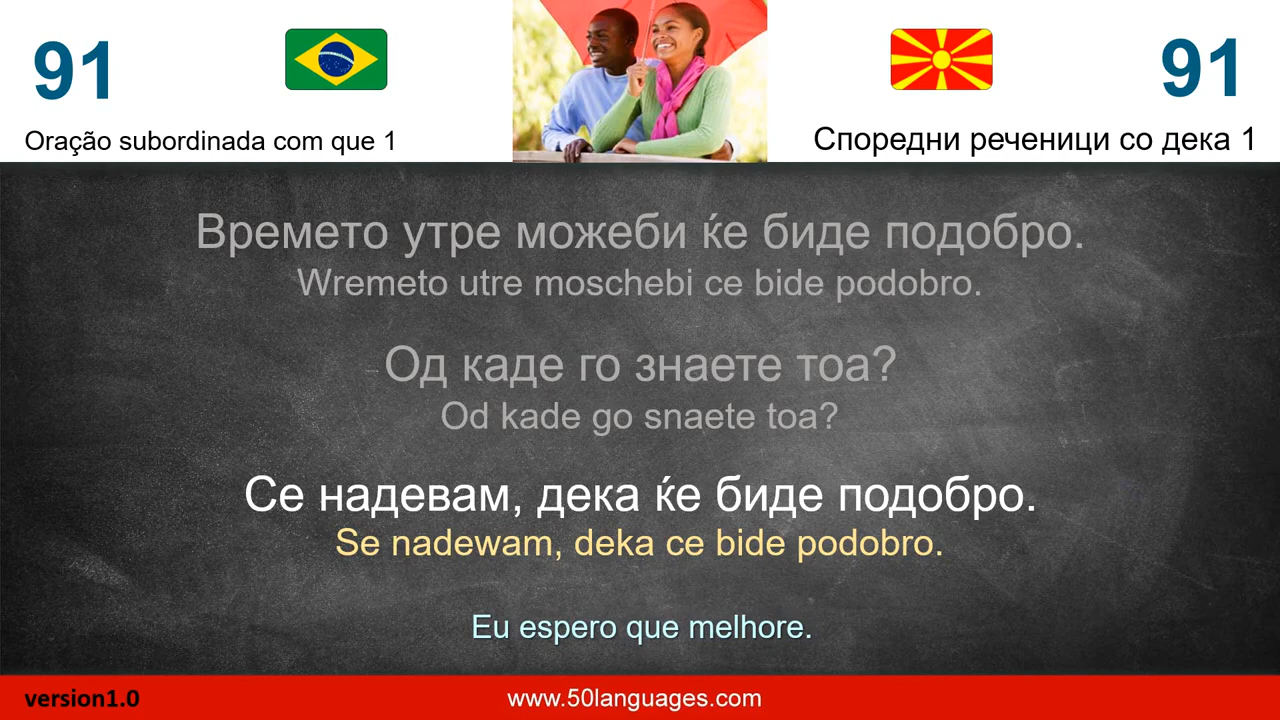 91
91
Oração subordinada com que 1
Споредни реченици со дека 1
Времето утре можеби ќе биде подобро.
Wremeto utre moschebi ce bide podobro.
Од каде го знаете тоа?
Od kade go snaete toa?
Се надевам, дека ќе биде подобро.
Se nadewam, deka ce bide podobro.
Eu espero que melhore.
version1.0
www.50languages.com